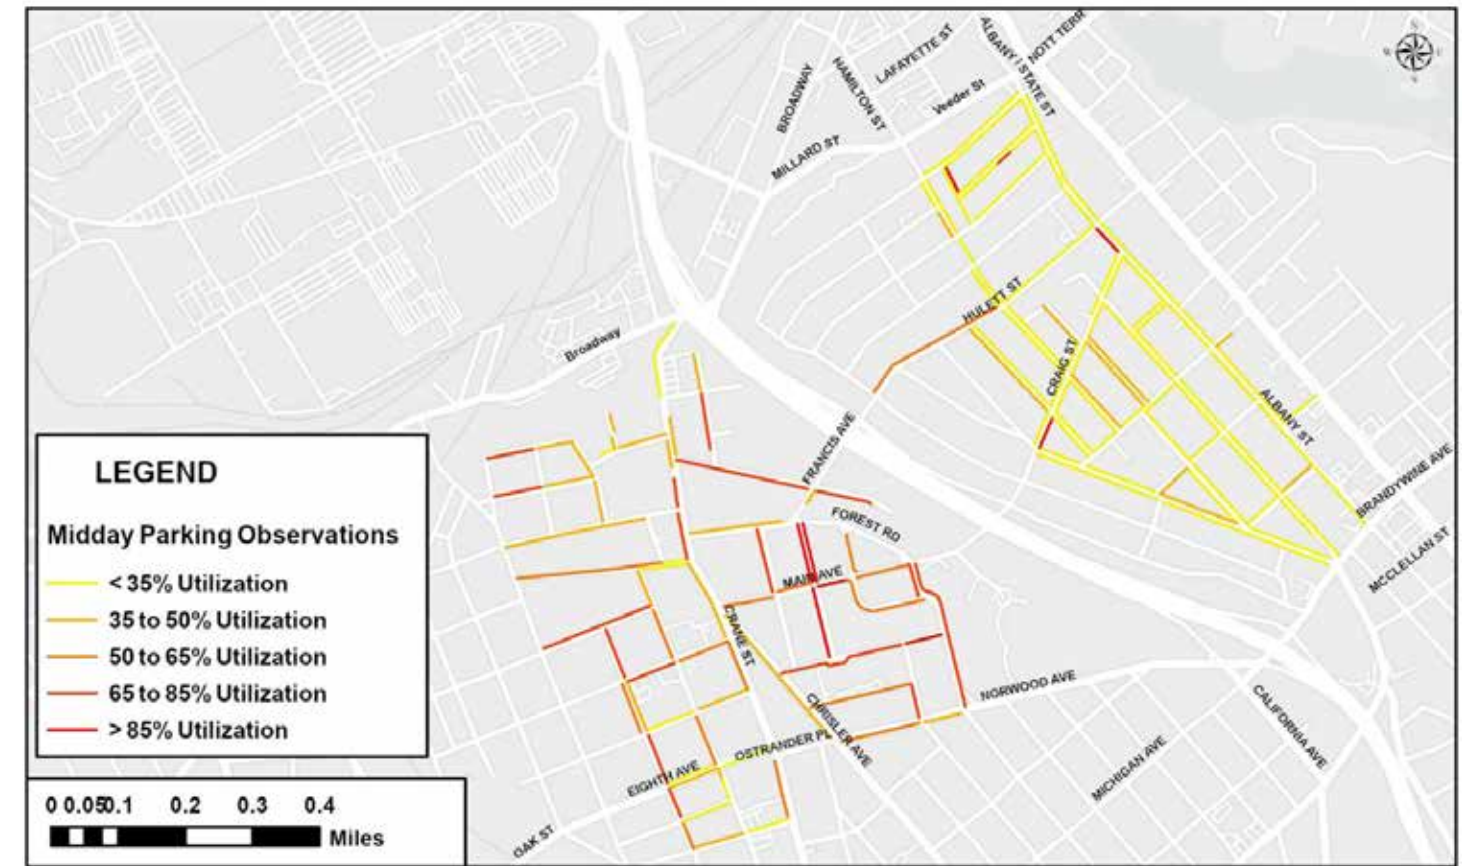 ALBANY / STATE ST
NOTT TERR
LAFAYETTE ST
HAMILTON ST
BROADWAY
Veeder St
MILLARD ST
HULETT ST
Broadway
CRAIG ST
ALBANY ST
FRANCIS AVE
BRANDYWINE AVE
FOREST RD
MCCLELLAN ST
MAIN AVE
CRANE ST
NORWOOD AVE
CHRISLER AVE
CALIFORNIA AVE
OSTRANDER PL
MICHIGAN AVE
EIGHTH AVE
OAK ST
LEGEND
Midday Parking Observations
< 35% Utilization
35 to 50% Utilization
50 to 65% Utilization
65 to 85% Utilization
> 85% Utilization
0 0.050.1 0.2 0.3 0.4
Miles